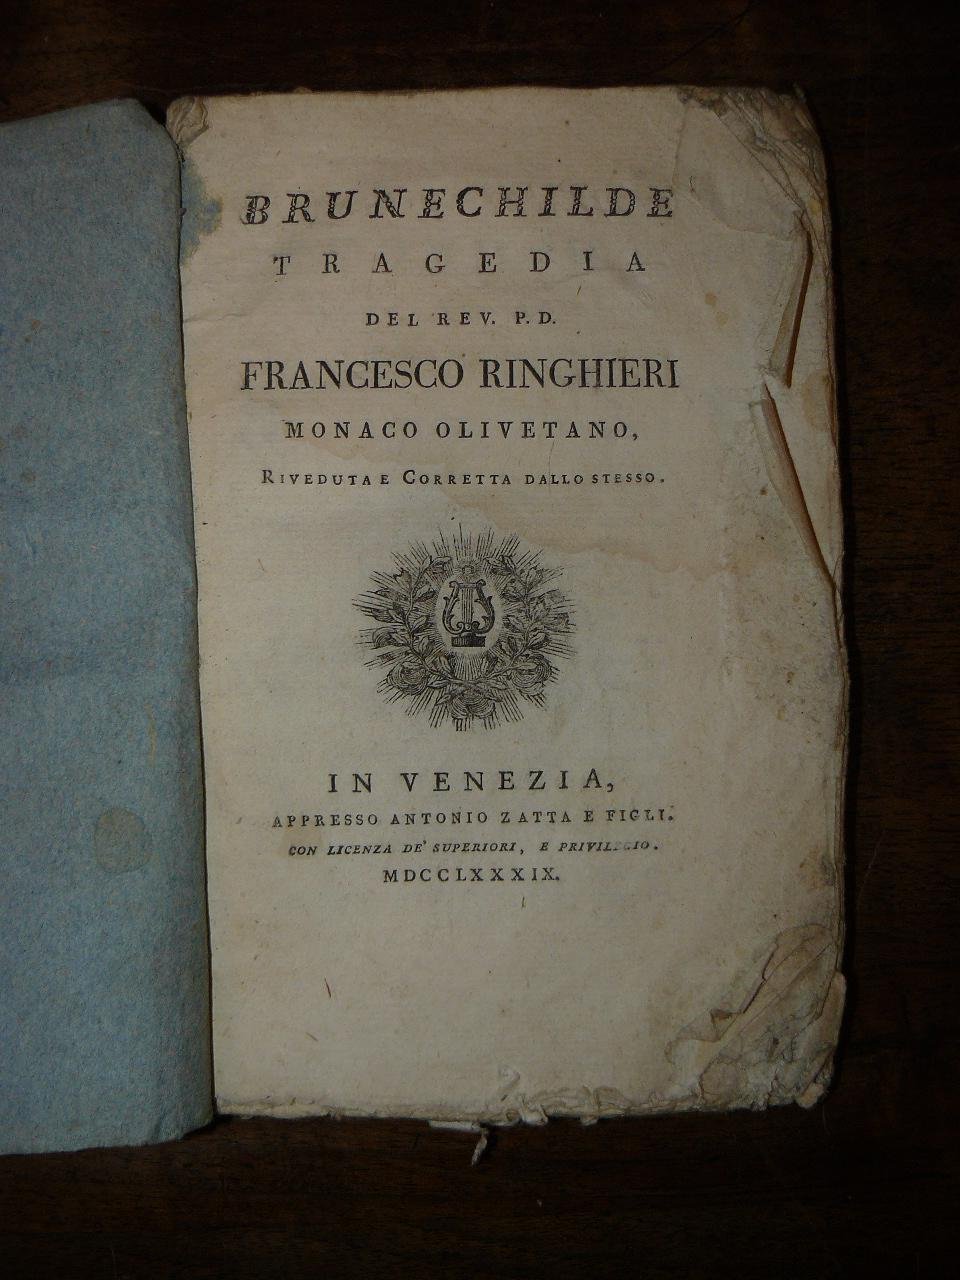 BRUNECHILDE
TRAGEDIA
DEL REV. P. D.
FRANCESCO RINGHIERI
MONACO OLIVETANO,
RIVEDUTA E CORRETTA DALLO STESSO.
IN VENEZIA,
APPRESSO ANTONIO ZATTA E FIGLI.
CON LICENZA DE' SUPERIORI, E PRIVILEGIO.
MDCCLXXXIX.